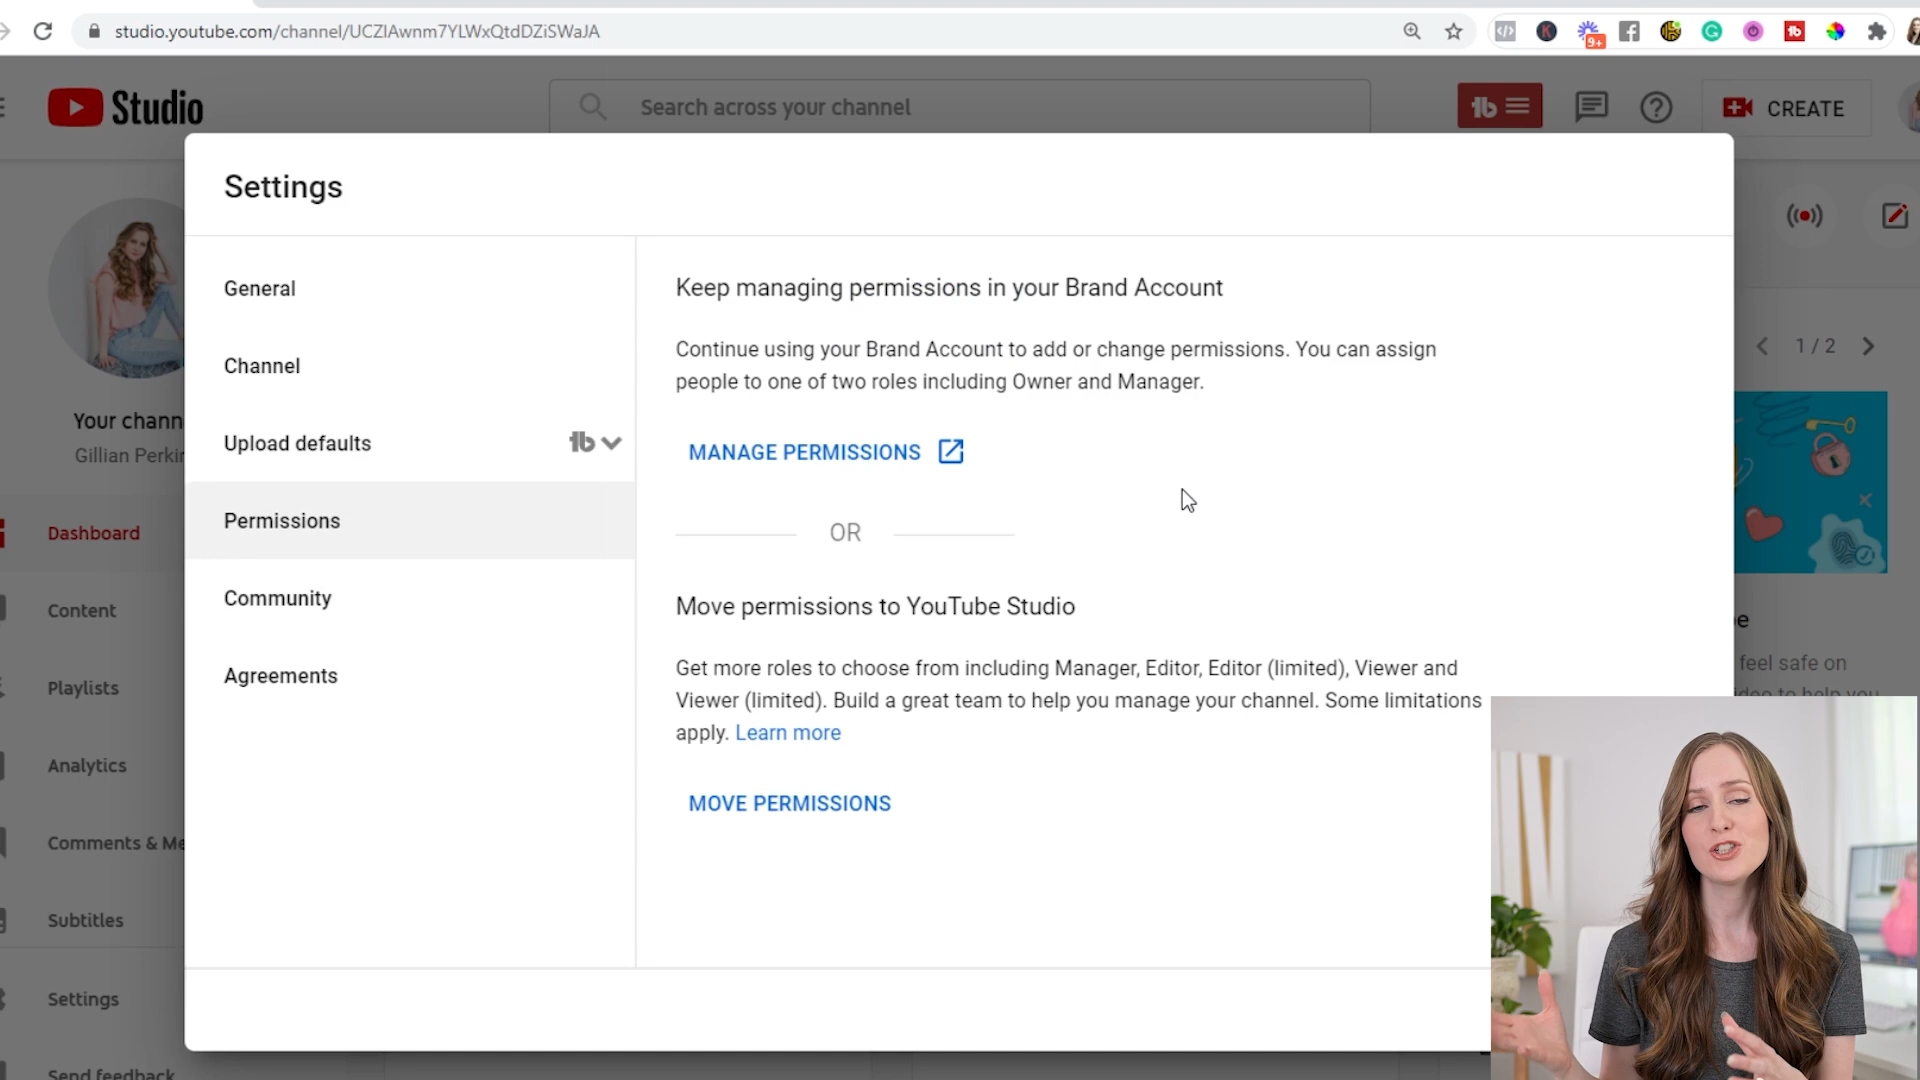 studio.youtube.com/channel/UCZIAwnm7YLWxQtdDZiSWaJA
9+
Studio
Search across your channel
CREATE
Settings
General
Channel
Upload defaults
Permissions
Community
Agreements
Keep managing permissions in your Brand Account
Continue using your Brand Account to add or change permissions. You can assign
people to one of two roles including Owner and Manager.
MANAGE PERMISSIONS
OR
Move permissions to YouTube Studio
Get more roles to choose from including Manager, Editor, Editor (limited), Viewer and
Viewer (limited). Build a great team to help you manage your channel. Some limitations
apply. Learn more
MOVE PERMISSIONS
Your chann
Gillian Perkin
Dashboard
Content
Playlists
Analytics
Comments & Me
Subtitles
Settings
Send feedback
1 / 2
feel safe on
to help you